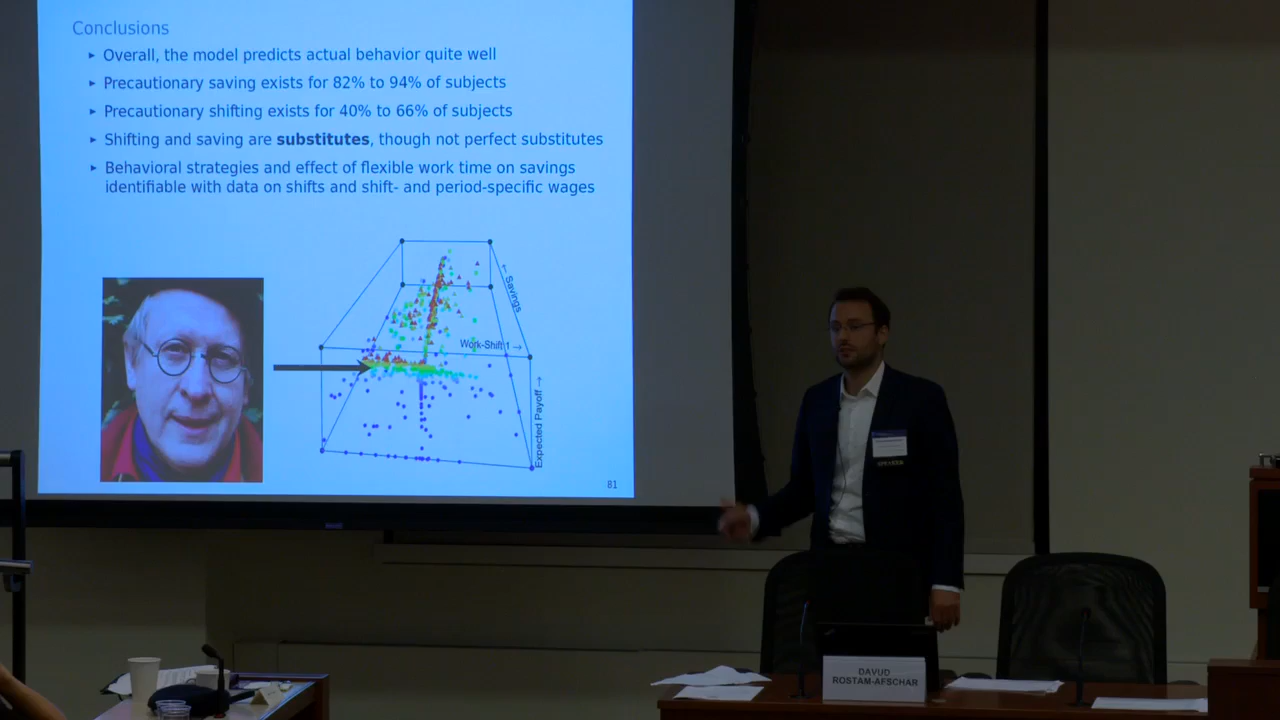 Conclusions
▸ Overall, the model predicts actual behavior quite well
▸ Precautionary saving exists for 82% to 94% of subjects
▸ Precautionary shifting exists for 40% to 66% of subjects
▸ Shifting and saving are substitutes, though not perfect substitutes
▸ Behavioral strategies and effect of flexible work time on savings
identifiable with data on shifts and shift- and period-specific wages
← Savings
Work-Shift 1 →
Expected Payoff →
81
DAVUD
ROSTAM-AFSCHAR